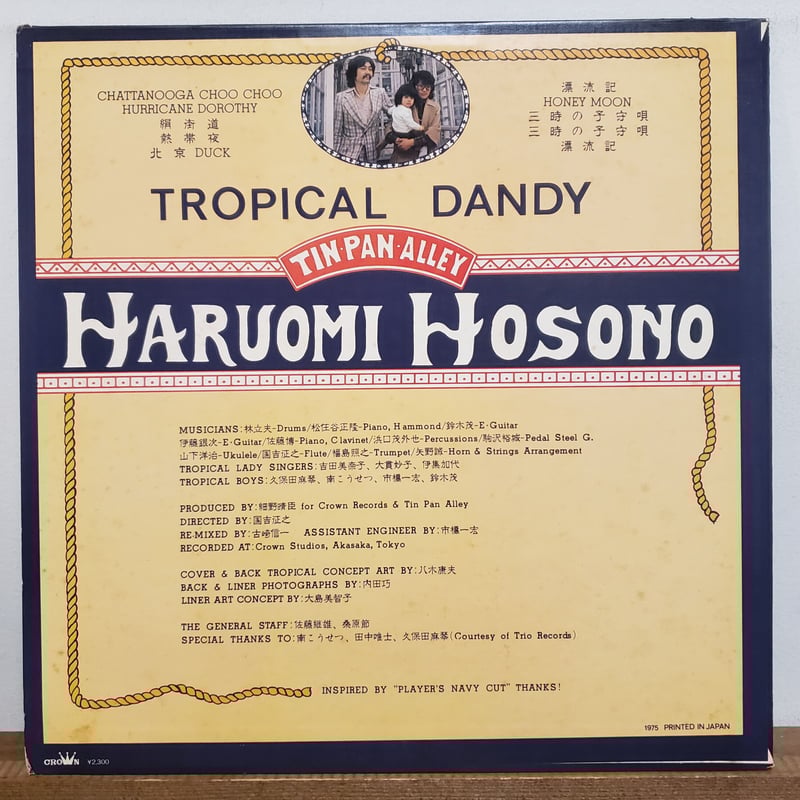 CHATTANOOGA CHOO CHOO
HURRICANE DOROTHY
絹街道
熱帯夜
北京DUCK
漂流記
HONEY MOON
三時の子守唄
三時の子守唄
漂流記
TROPICAL DANDY
TIN·PAN·ALLEY
HARUOMI HOSONO
MUSICIANS:林立夫-Drums/松任谷正隆-Piano, Hammond/鈴木茂-E·Guitar
伊藤銀次-E·Guitar/佐藤博-Piano, Clavinet/浜口茂外也-Percussions/駒沢裕城-Pedal Steel G.
山下洋治-Ukulele/国吉征之-Flute/福島照之-Trumpet/矢野誠-Horn & Strings Arrangement
TROPICAL LADY SINGERS:吉田美奈子、大貫妙子、伊集加代
TROPICAL BOYS:久保田麻琴、南こうせつ、市橋一宏、鈴木茂
PRODUCED BY:細野晴臣 for Crown Records & Tin Pan Alley
DIRECTED BY:国吉征之
RE-MIXED BY:古崎信一 ASSISTANT ENGINEER BY:市橋一宏
RECORDED AT:Crown Studios, Akasaka, Tokyo
COVER & BACK TROPICAL CONCEPT ART BY:八木康夫
BACK & LINER PHOTOGRAPHS BY:内田巧
LINER ART CONCEPT BY:大島美智子
THE GENERAL STAFF:佐藤継雄、桑原節
SPECIAL THANKS TO:南こうせつ、田中唯士、久保田麻琴(Courtesy of Trio Records)
INSPIRED BY "PLAYER'S NAVY CUT" THANKS!
1975 PRINTED IN JAPAN
CROWN ¥2,300